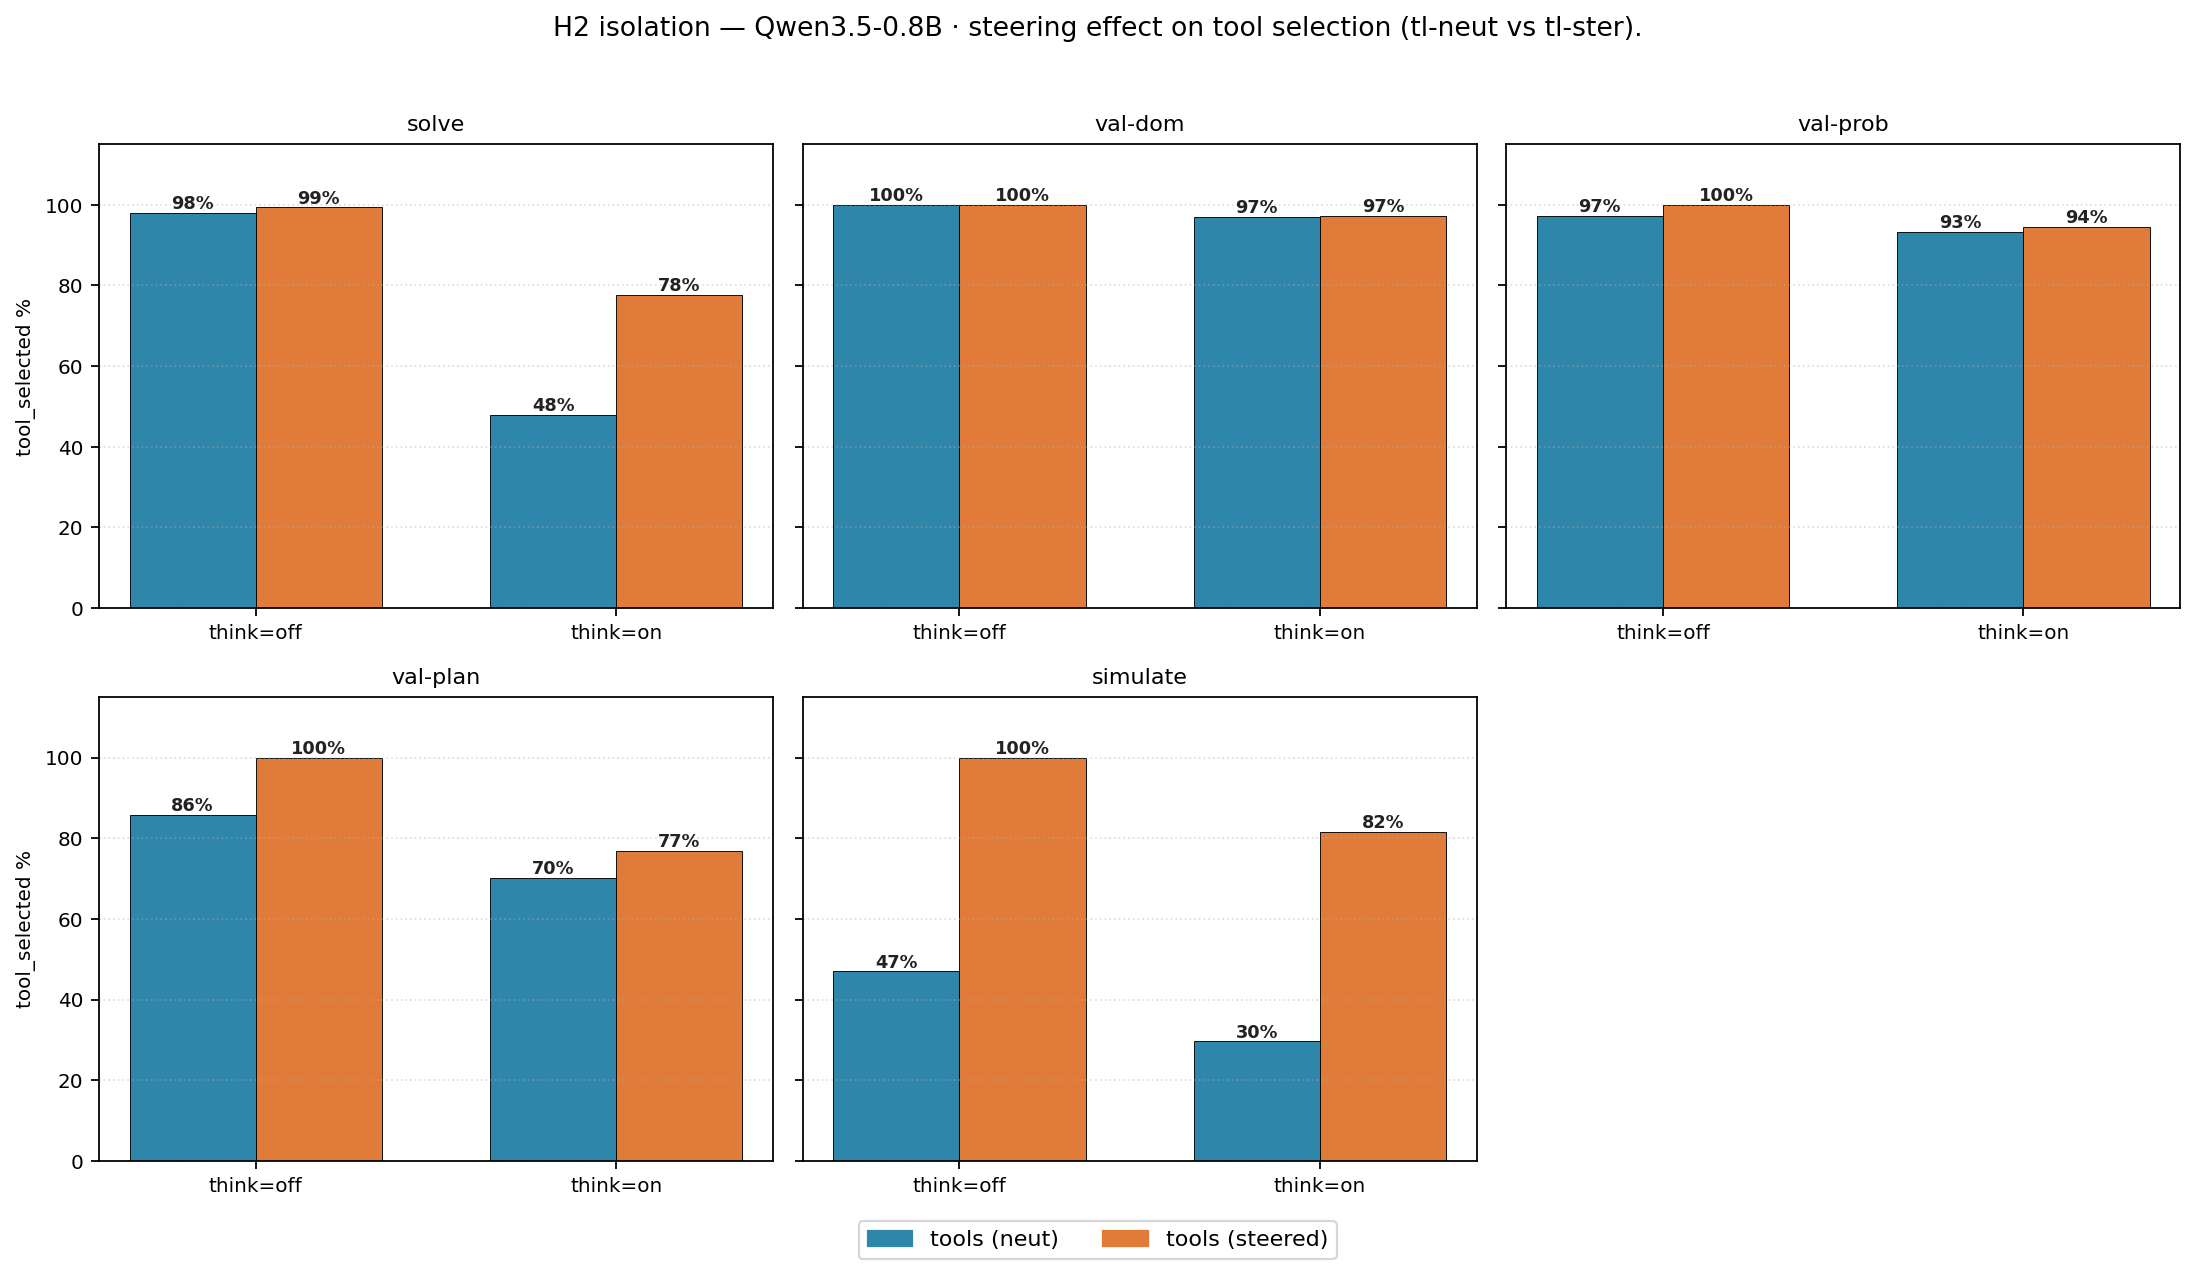 H2 isolation — Qwen3.5-0.8B · steering effect on tool selection (tl-neut vs tl-ster).
solve
val-dom
val-prob
tool_selected %
100
80
60
40
20
0
98%
99%
48%
78%
100%
100%
97%
97%
97%
100%
93%
94%
think=off
think=on
think=off
think=on
think=off
think=on
val-plan
simulate
tool_selected %
100
80
60
40
20
0
86%
100%
70%
77%
47%
100%
30%
82%
think=off
think=on
think=off
think=on
tools (neut)
tools (steered)